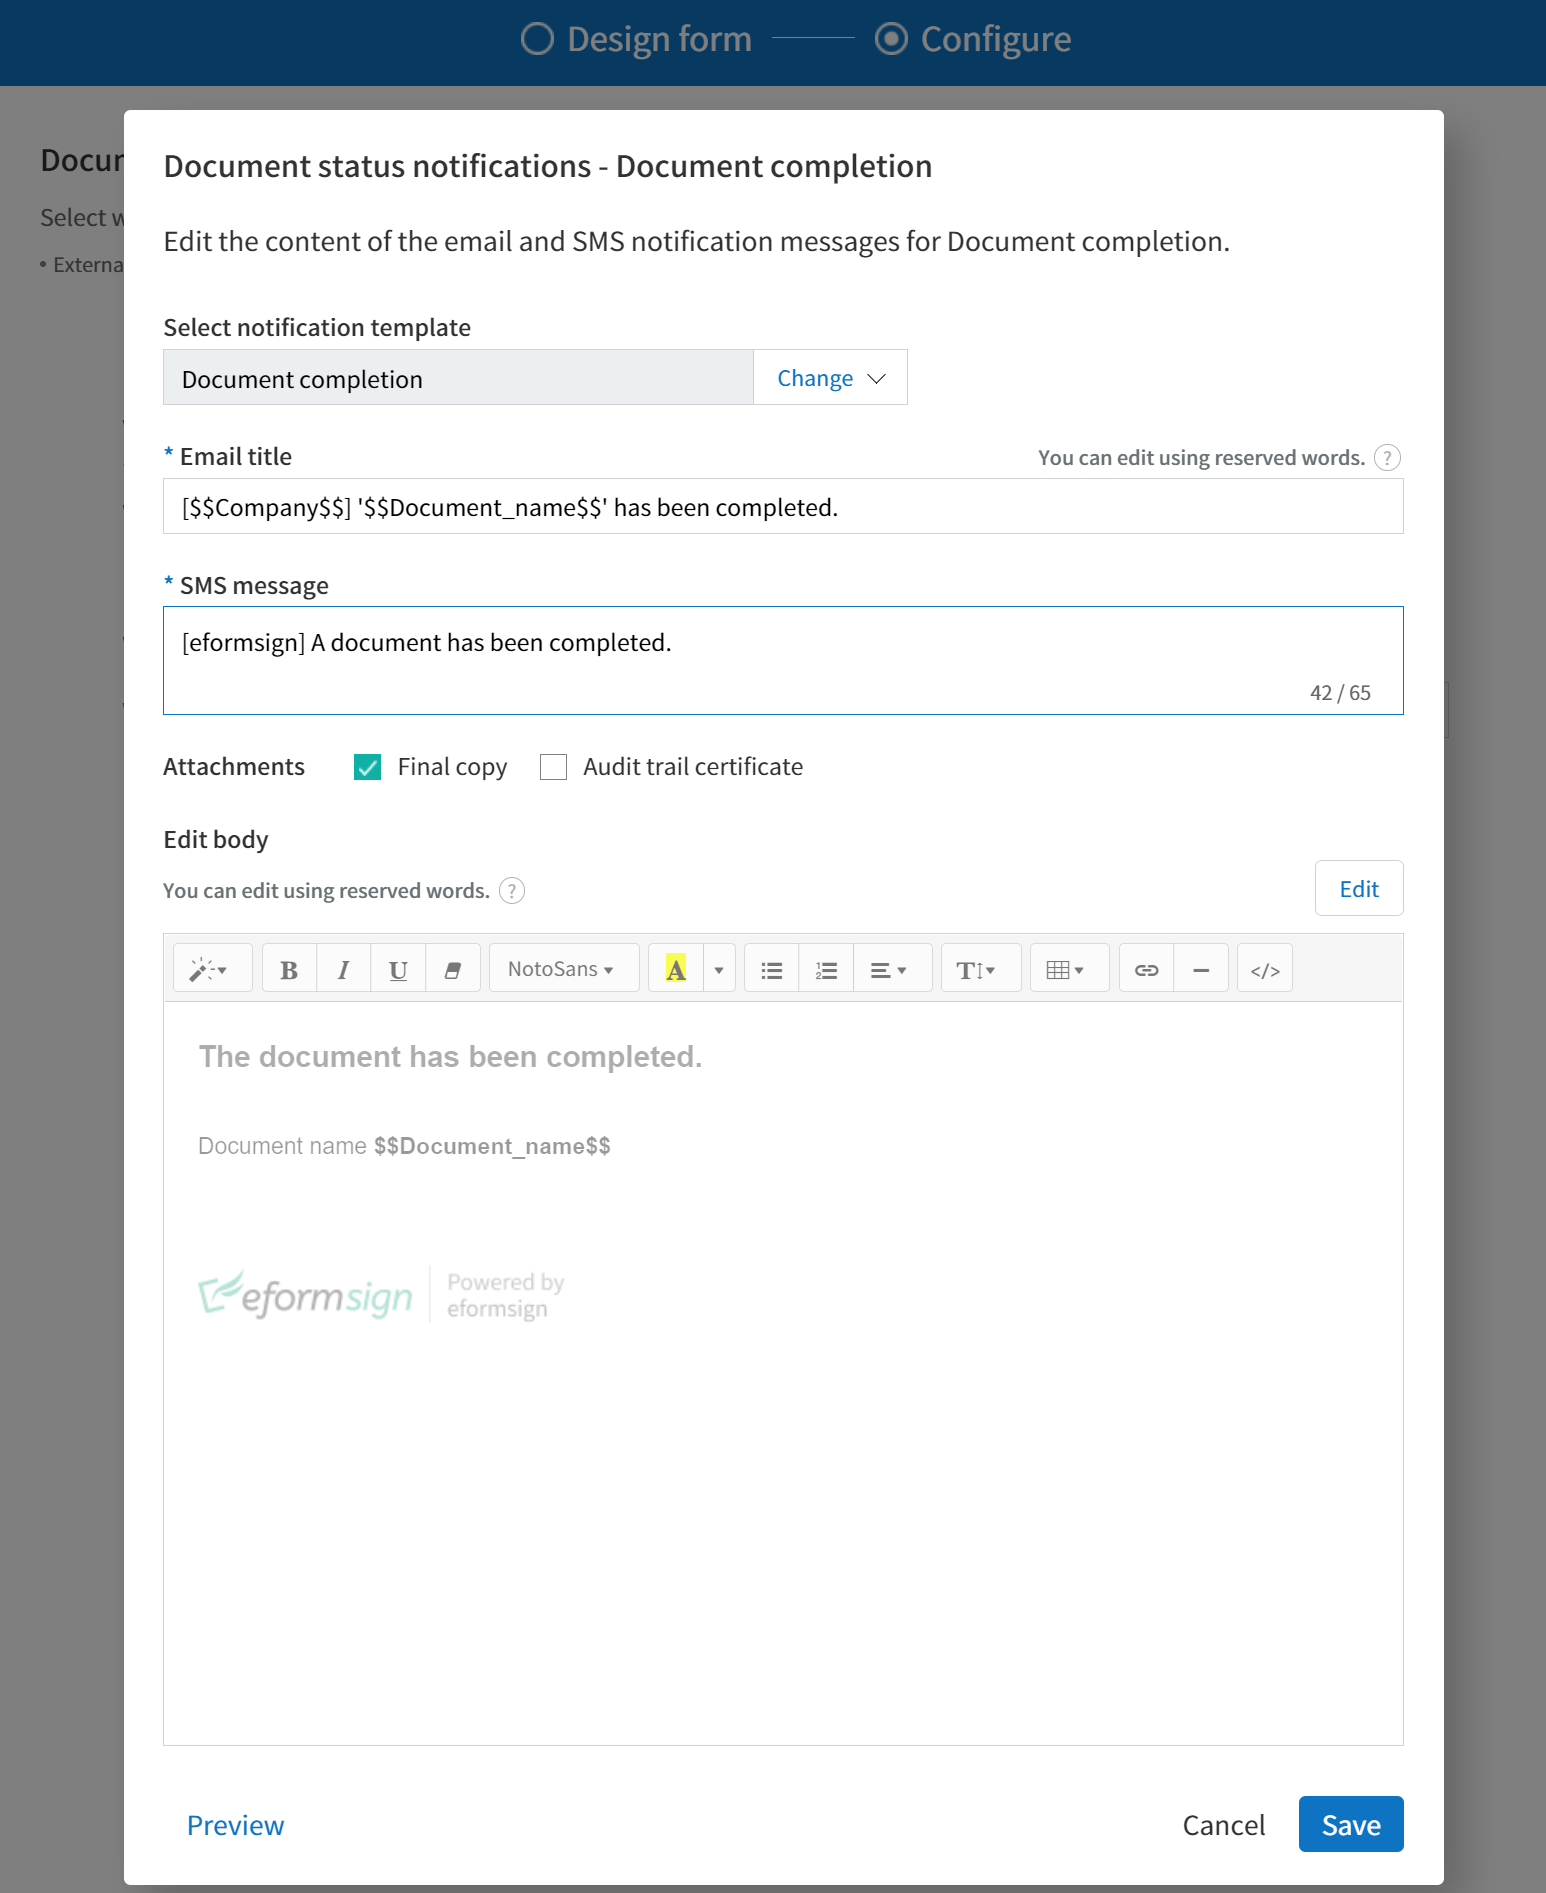 Design form
Configure
Docum
Select w
• Externa
Document status notifications - Document completion
Edit the content of the email and SMS notification messages for Document completion.
Select notification template
Document completion
Change
* Email title
You can edit using reserved words. ?
[$$Company$$] '$$Document_name$$' has been completed.
* SMS message
[eformsign] A document has been completed.
42 / 65
Attachments
Final copy
Audit trail certificate
Edit body
You can edit using reserved words. ?
Edit
B I U NotoSans A T </>
The document has been completed.
Document name $$Document_name$$
eformsign
Powered by
eformsign
Preview
Cancel
Save